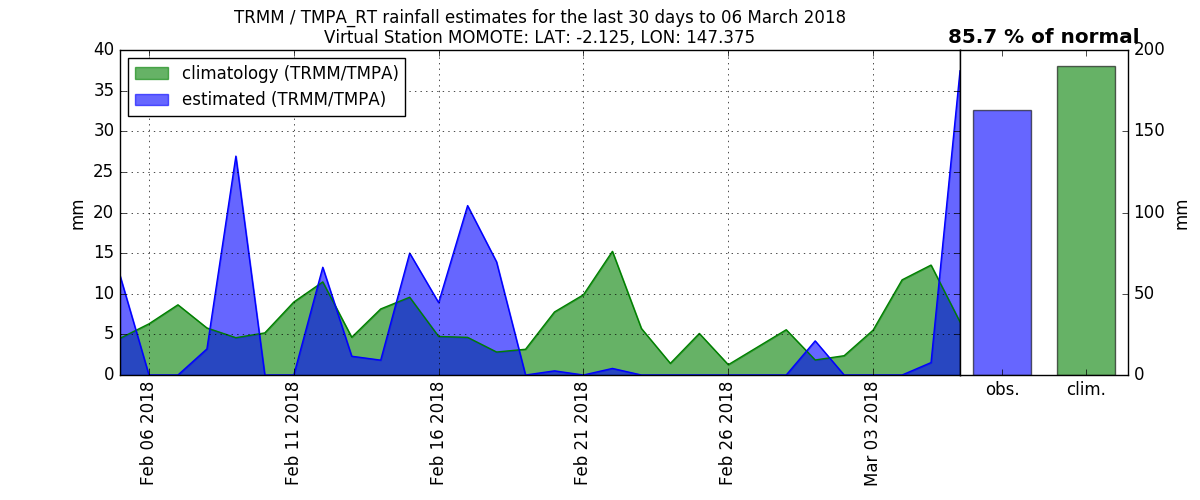 TRMM / TMPA_RT rainfall estimates for the last 30 days to 06 March 2018
Virtual Station MOMOTE: LAT: -2.125, LON: 147.375
85.7 % of normal
climatology (TRMM/TMPA)
estimated (TRMM/TMPA)
mm
40
35
30
25
20
15
10
5
0
Feb 06 2018
Feb 11 2018
Feb 16 2018
Feb 21 2018
Feb 26 2018
Mar 03 2018
obs.
clim.
200
150
100
50
0
mm